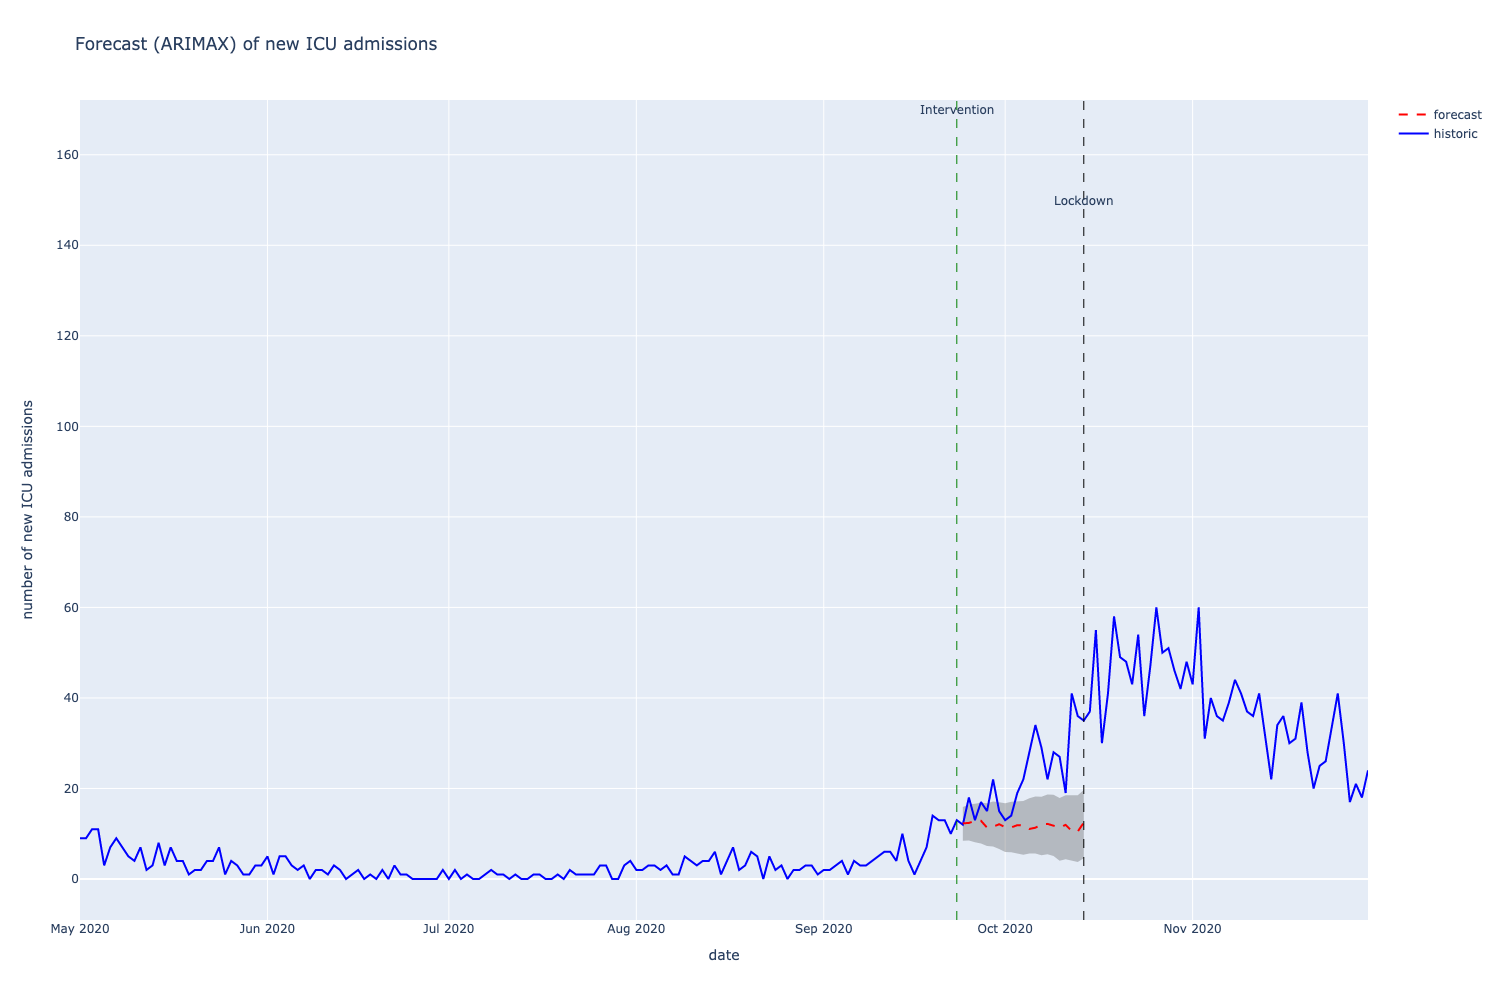 Forecast (ARIMAX) of new ICU admissions
Intervention
forecast
historic
Lockdown
number of new ICU admissions
160
140
120
100
80
60
40
20
0
May 2020
Jun 2020
Jul 2020
Aug 2020
Sep 2020
Oct 2020
Nov 2020
date